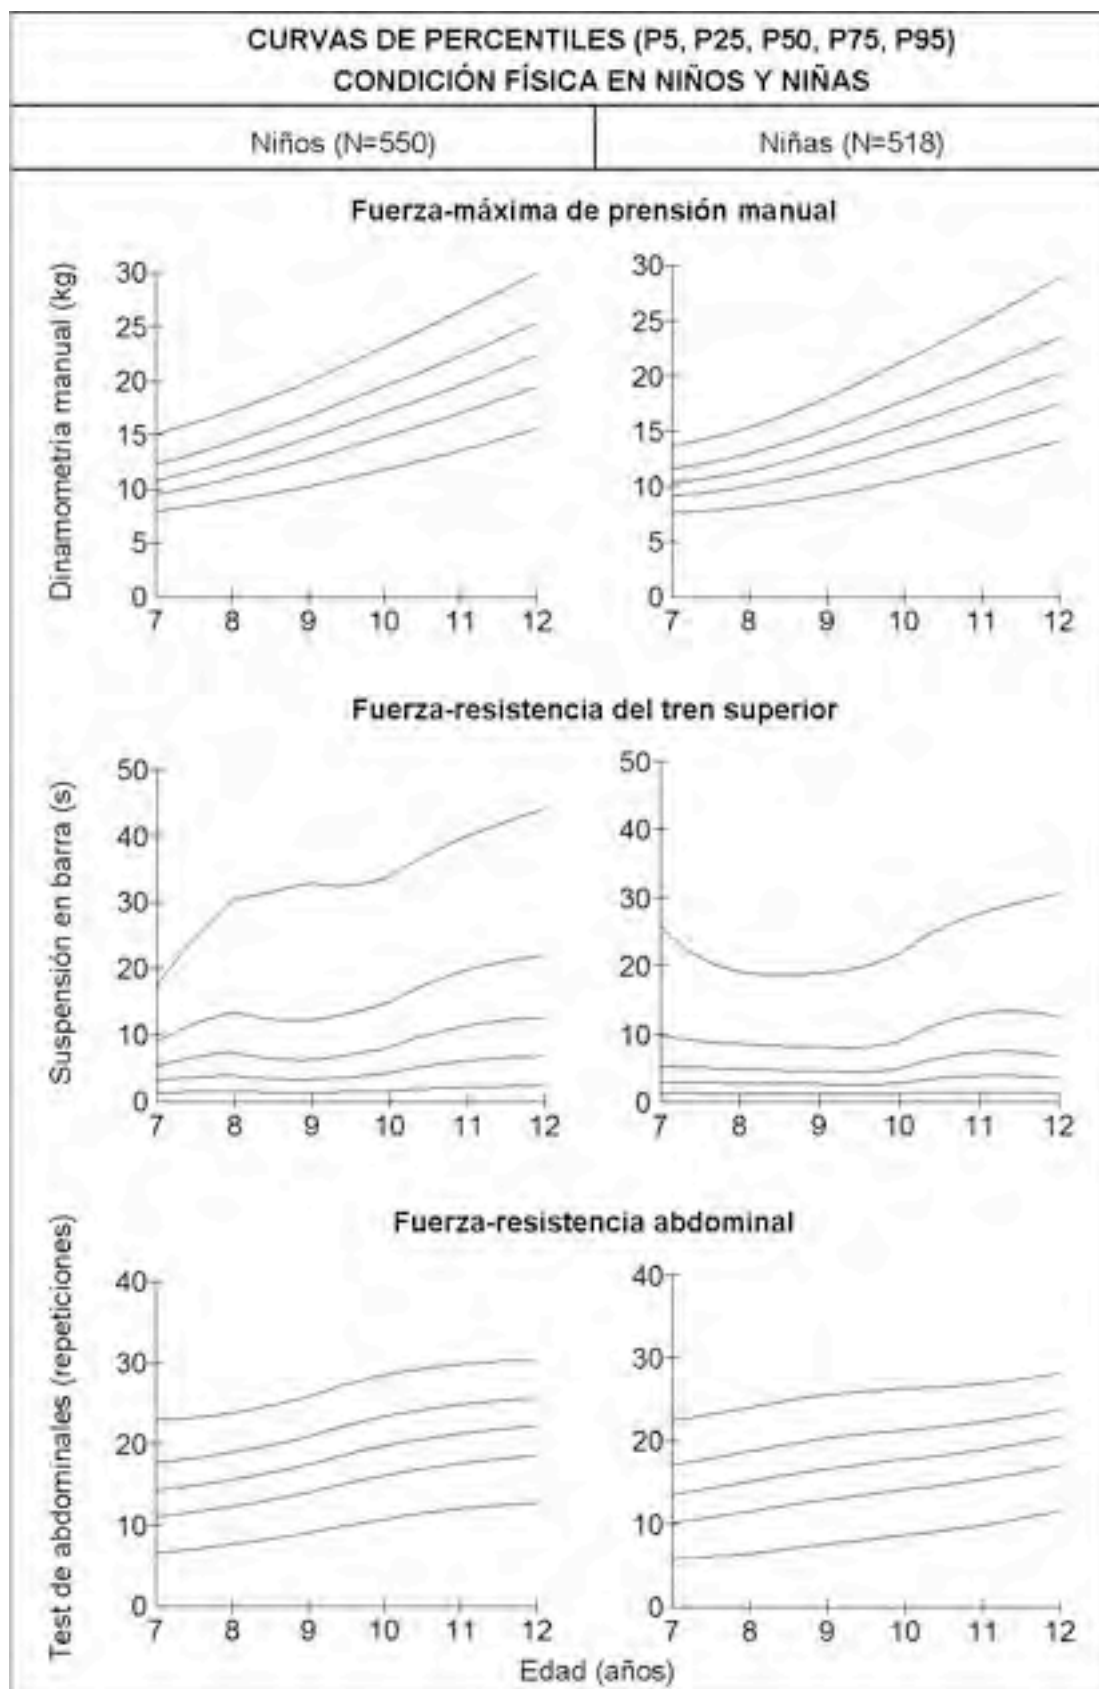 CURVAS DE PERCENTILES (P5, P25, P50, P75, P95)
CONDICIÓN FÍSICA EN NIÑOS Y NIÑAS
Niños (N=550)
Niñas (N=518)
Fuerza-máxima de prensión manual
Dinamometria manual (kg)
30
25
20
15
10
5
0
7 8 9 10 11 12
30
25
20
15
10
5
0
7 8 9 10 11 12
Fuerza-resistencia del tren superior
Suspensión en barra (s)
50
40
30
20
10
0
7 8 9 10 11 12
50
40
30
20
10
0
7 8 9 10 11 12
Fuerza-resistencia abdominal
Test de abdominales (repeticiones)
40
30
20
10
0
7 8 9 10 11 12
40
30
20
10
0
7 8 9 10 11 12
Edad (años)